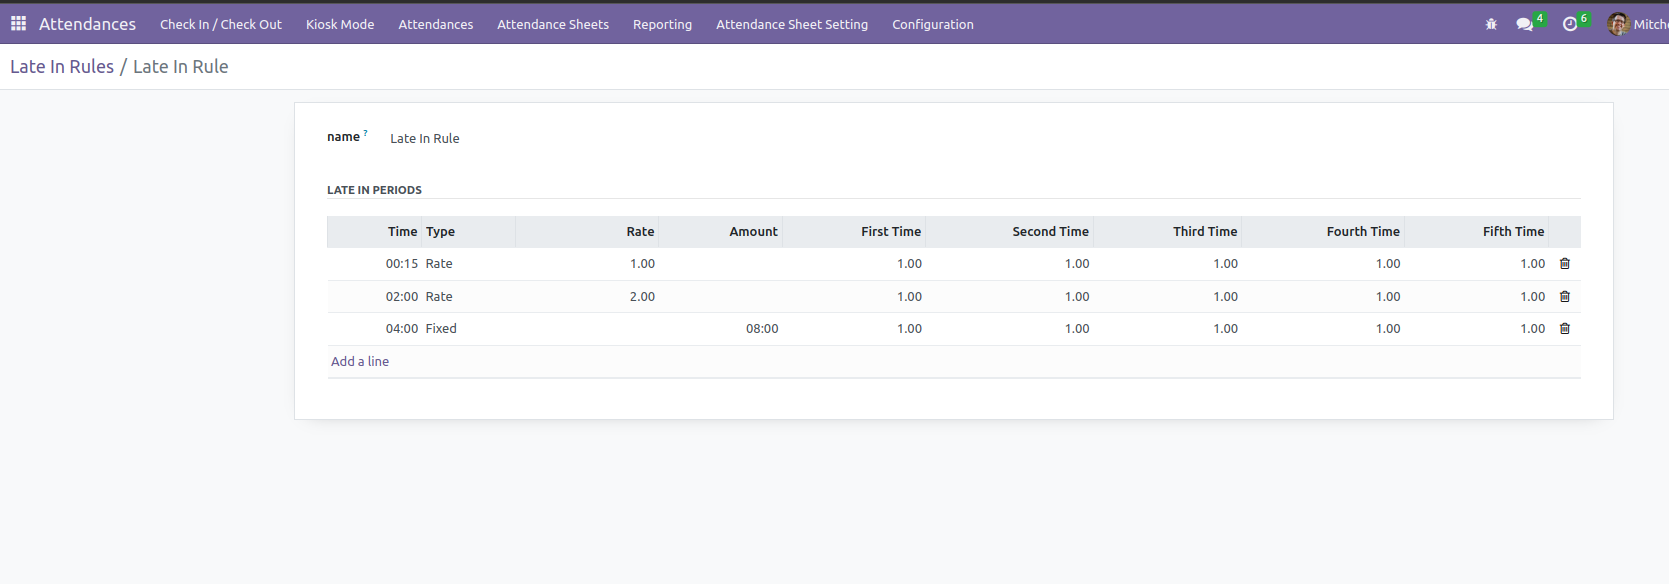 Attendances Check In / Check Out Kiosk Mode Attendances Attendance Sheets Reporting Attendance Sheet Setting Configuration 4 6 Mitche
Late In Rules / Late In Rule
name ? Late In Rule
LATE IN PERIODS
Time Type Rate Amount First Time Second Time Third Time Fourth Time Fifth Time
00:15 Rate 1.00 1.00 1.00 1.00 1.00 1.00
02:00 Rate 2.00 1.00 1.00 1.00 1.00 1.00
04:00 Fixed 08:00 1.00 1.00 1.00 1.00 1.00
Add a line